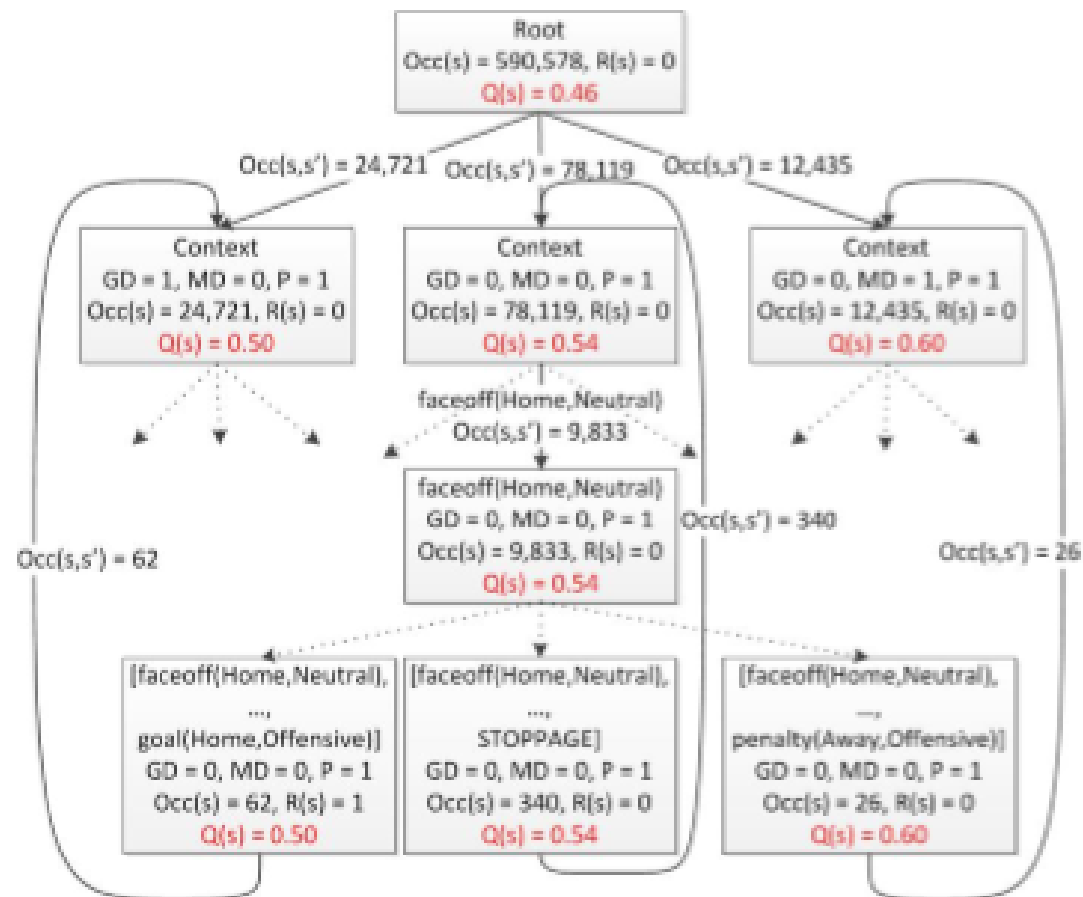 Root
Occ(s) = 590,578, R(s) = 0
Q(s) = 0.46
Occ(s,s') = 24,721
Occ(s,s') = 78,119
Occ(s,s') = 12,435
Context
GD = 1, MD = 0, P = 1
Occ(s) = 24,721, R(s) = 0
Q(s) = 0.50
Context
GD = 0, MD = 0, P = 1
Occ(s) = 78,119, R(s) = 0
Q(s) = 0.54
Context
GD = 0, MD = 1, P = 1
Occ(s) = 12,435, R(s) = 0
Q(s) = 0.60
faceoff(Home,Neutral)
Occ(s,s') = 9,833
faceoff(Home,Neutral)
GD = 0, MD = 0, P = 1
Occ(s) = 9,833, R(s) = 0
Q(s) = 0.54
Occ(s,s') = 62
Occ(s,s') = 340
Occ(s,s') = 26
[faceoff(Home,Neutral),
...,
goal(Home,Offensive)]
GD = 0, MD = 0, P = 1
Occ(s) = 62, R(s) = 1
Q(s) = 0.50
[faceoff(Home,Neutral),
...,
STOPPAGE]
GD = 0, MD = 0, P = 1
Occ(s) = 340, R(s) = 0
Q(s) = 0.54
[faceoff(Home,Neutral),
...,
penalty(Away,Offensive)]
GD = 0, MD = 0, P = 1
Occ(s) = 26, R(s) = 0
Q(s) = 0.60